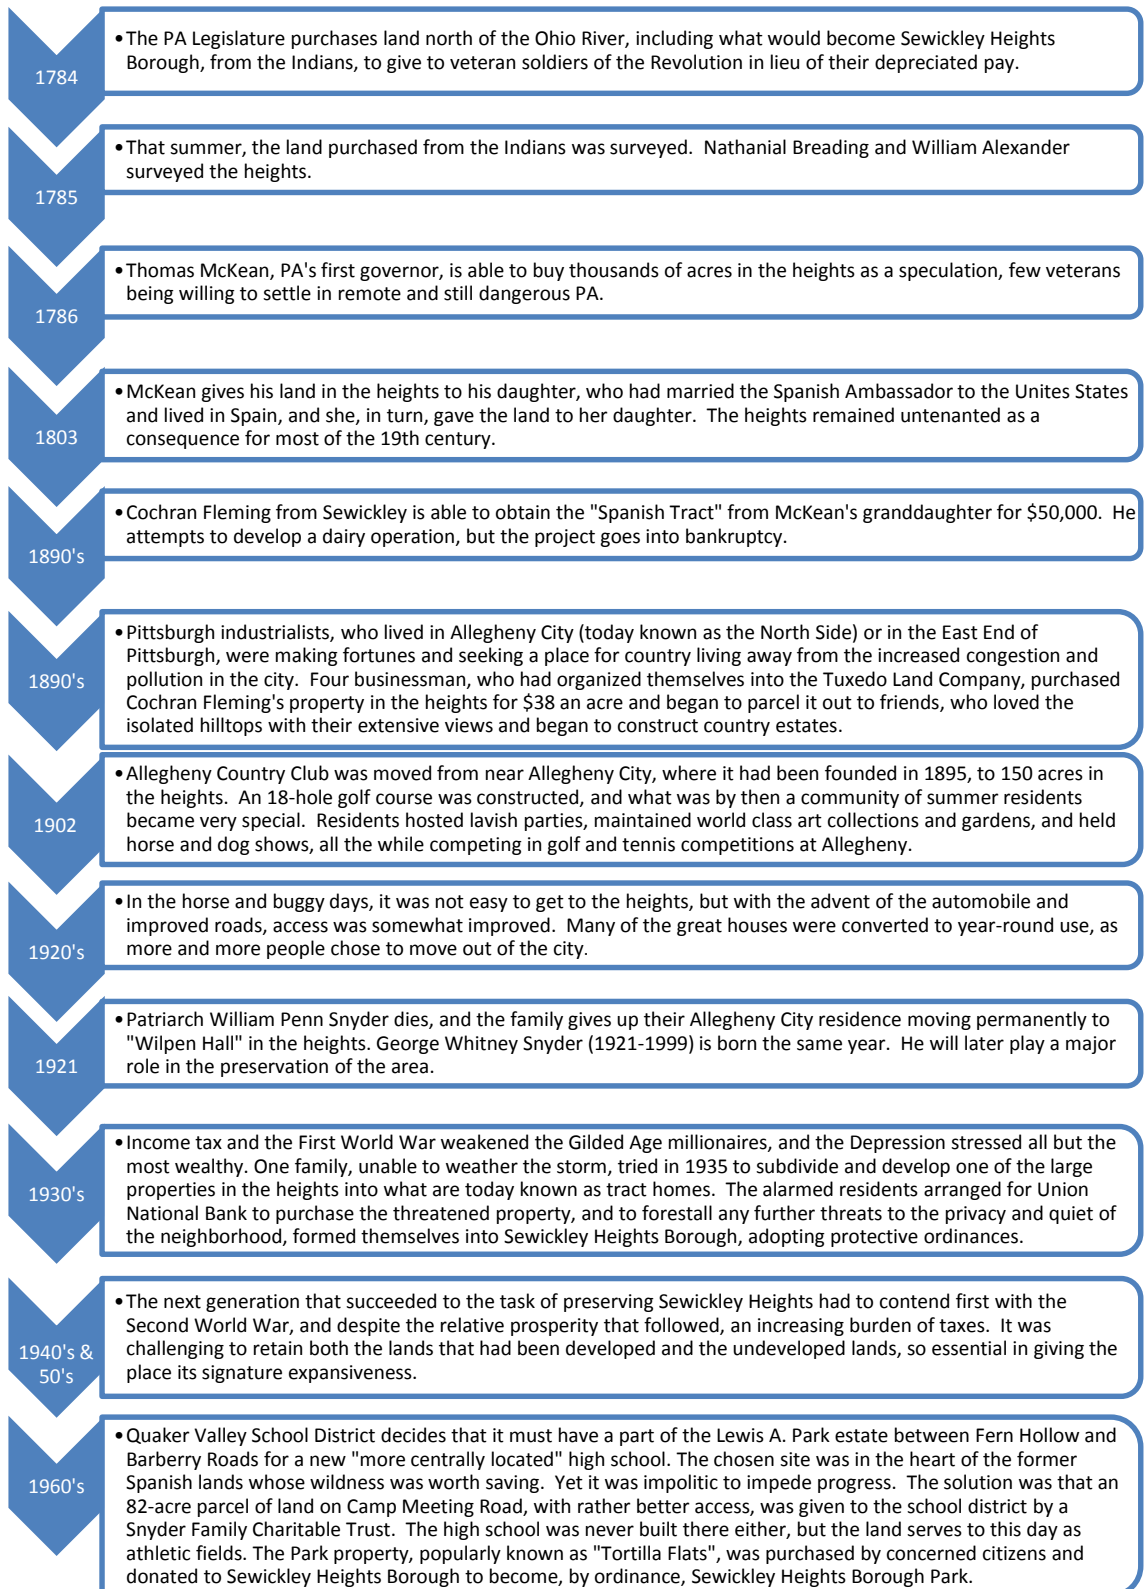 1784
•The PA Legislature purchases land north of the Ohio River, including what would become Sewickley Heights
Borough, from the Indians, to give to veteran soldiers of the Revolution in lieu of their depreciated pay.
1785
•That summer, the land purchased from the Indians was surveyed.  Nathanial Breading and William Alexander
surveyed the heights.
1786
•Thomas McKean, PA's first governor, is able to buy thousands of acres in the heights as a speculation, few veterans
being willing to settle in remote and still dangerous PA.
1803
•McKean gives his land in the heights to his daughter, who had married the Spanish Ambassador to the Unites States
and lived in Spain, and she, in turn, gave the land to her daughter.  The heights remained untenanted as a
consequence for most of the 19th century.
1890's
•Cochran Fleming from Sewickley is able to obtain the "Spanish Tract" from McKean's granddaughter for $50,000.  He
attempts to develop a dairy operation, but the project goes into bankruptcy.
1890's
•Pittsburgh industrialists, who lived in Allegheny City (today known as the North Side) or in the East End of
Pittsburgh, were making fortunes and seeking a place for country living away from the increased congestion and
pollution in the city.  Four businessman, who had organized themselves into the Tuxedo Land Company, purchased
Cochran Fleming's property in the heights for $38 an acre and began to parcel it out to friends, who loved the
isolated hilltops with their extensive views and began to construct country estates.
1902
•Allegheny Country Club was moved from near Allegheny City, where it had been founded in 1895, to 150 acres in
the heights.  An 18-hole golf course was constructed, and what was by then a community of summer residents
became very special.  Residents hosted lavish parties, maintained world class art collections and gardens, and held
horse and dog shows, all the while competing in golf and tennis competitions at Allegheny.
1920's
•In the horse and buggy days, it was not easy to get to the heights, but with the advent of the automobile and
improved roads, access was somewhat improved.  Many of the great houses were converted to year-round use, as
more and more people chose to move out of the city.
1921
•Patriarch William Penn Snyder dies, and the family gives up their Allegheny City residence moving permanently to
"Wilpen Hall" in the heights. George Whitney Snyder (1921-1999) is born the same year.  He will later play a major
role in the preservation of the area.
1930's
•Income tax and the First World War weakened the Gilded Age millionaires, and the Depression stressed all but the
most wealthy. One family, unable to weather the storm, tried in 1935 to subdivide and develop one of the large
properties in the heights into what are today known as tract homes.  The alarmed residents arranged for Union
National Bank to purchase the threatened property, and to forestall any further threats to the privacy and quiet of
the neighborhood, formed themselves into Sewickley Heights Borough, adopting protective ordinances.
1940's &
50's
•The next generation that succeeded to the task of preserving Sewickley Heights had to contend first with the
Second World War, and despite the relative prosperity that followed, an increasing burden of taxes.  It was
challenging to retain both the lands that had been developed and the undeveloped lands, so essential in giving the
place its signature expansiveness.
1960's
•Quaker Valley School District decides that it must have a part of the Lewis A. Park estate between Fern Hollow and
Barberry Roads for a new "more centrally located" high school. The chosen site was in the heart of the former
Spanish lands whose wildness was worth saving.  Yet it was impolitic to impede progress.  The solution was that an
82-acre parcel of land on Camp Meeting Road, with rather better access, was given to the school district by a
Snyder Family Charitable Trust.  The high school was never built there either, but the land serves to this day as
athletic fields. The Park property, popularly known as "Tortilla Flats", was purchased by concerned citizens and
donated to Sewickley Heights Borough to become, by ordinance, Sewickley Heights Borough Park.